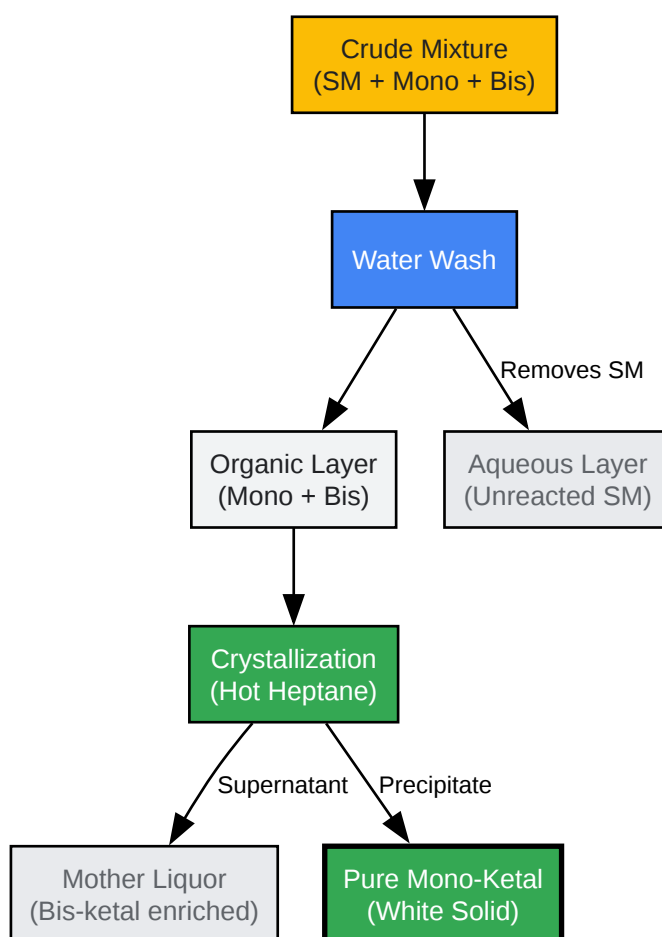 Crude Mixture
(SM + Mono + Bis)
Water Wash
Removes SM
Organic Layer
(Mono + Bis)
Aqueous Layer
(Unreacted SM)
Crystallization
(Hot Heptane)
Supernatant
Precipitate
Mother Liquor
(Bis-ketal enriched)
Pure Mono-Ketal
(White Solid)